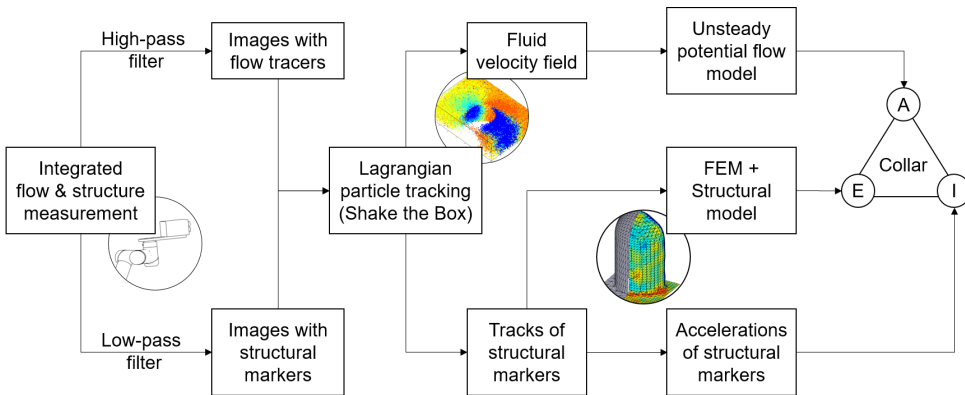 High-pass
filter
Images with
flow tracers
Fluid
velocity field
Unsteady
potential flow
model
Integrated
flow & structure
measurement
Lagrangian
particle tracking
(Shake the Box)
FEM +
Structural
model
A
Collar
E
I
Low-pass
filter
Images with
structural
markers
Tracks of
structural
markers
Accelerations
of structural
markers